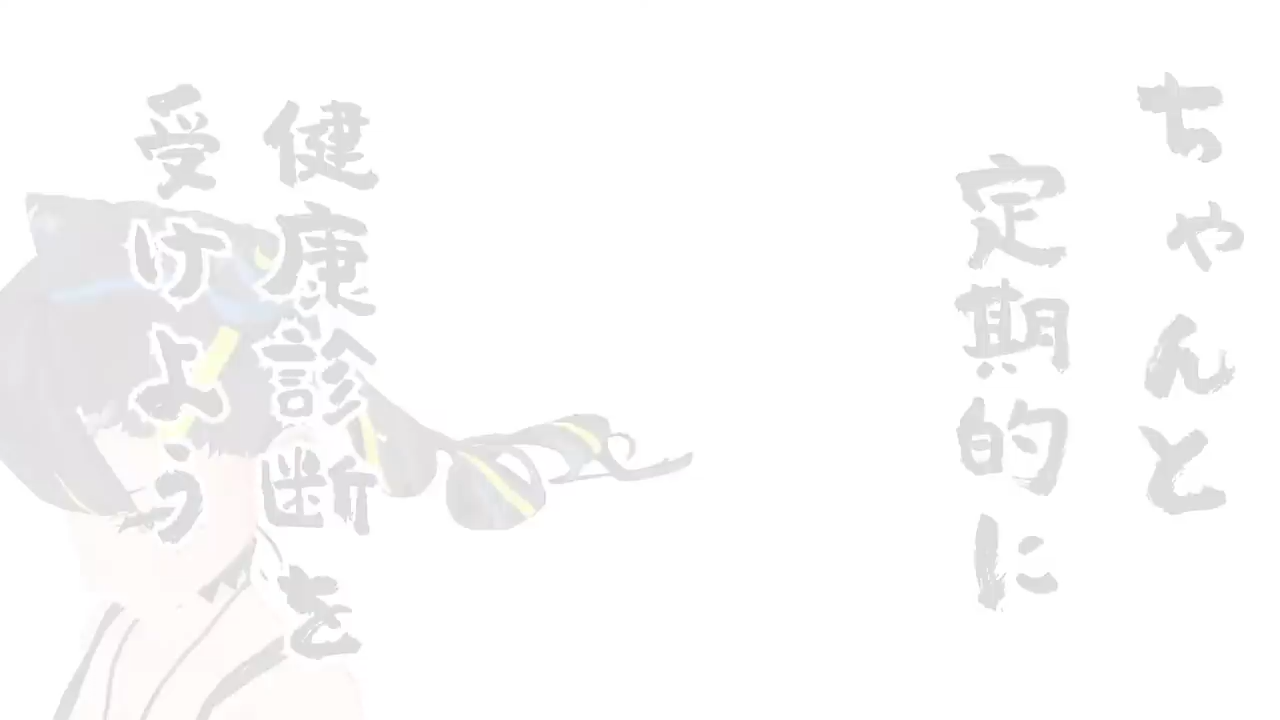 ちゃんと
定期的に
健康診断を
受けよう